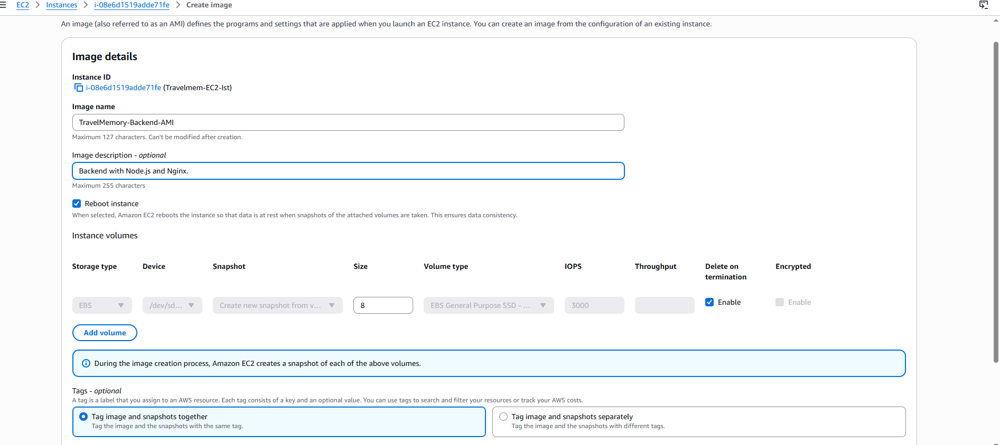 EC2 > Instances > i-08e6d1519adde71fe > Create image
An image (also referred to as an AMI) defines the programs and settings that are applied when you launch an EC2 instance. You can create an image from the configuration of an existing instance.
Image details
Instance ID
i-08e6d1519adde71fe (Travelmem-EC2-Ist)
Image name
TravelMemory-Backend-AMI
Maximum 127 characters. Can't be modified after creation.
Image description - optional
Backend with Node.js and Nginx.
Maximum 255 characters
Reboot instance
When selected, Amazon EC2 reboots the instance so that data is at rest when snapshots of the attached volumes are taken. This ensures data consistency.
Instance volumes
Storage type Device Snapshot Size Volume type IOPS Throughput Delete on termination Encrypted
EBS /dev/sd... Create new snapshot from v... 8 EBS General Purpose SSD - ... 3000 Enable Enable
Add volume
During the image creation process, Amazon EC2 creates a snapshot of each of the above volumes.
Tags - optional
A tag is a label that you assign to an AWS resource. Each tag consists of a key and an optional value. You can use tags to search and filter your resources or track your AWS costs.
Tag image and snapshots together
Tag the image and the snapshots with the same tag.
Tag image and snapshots separately
Tag the image and the snapshots with different tags.